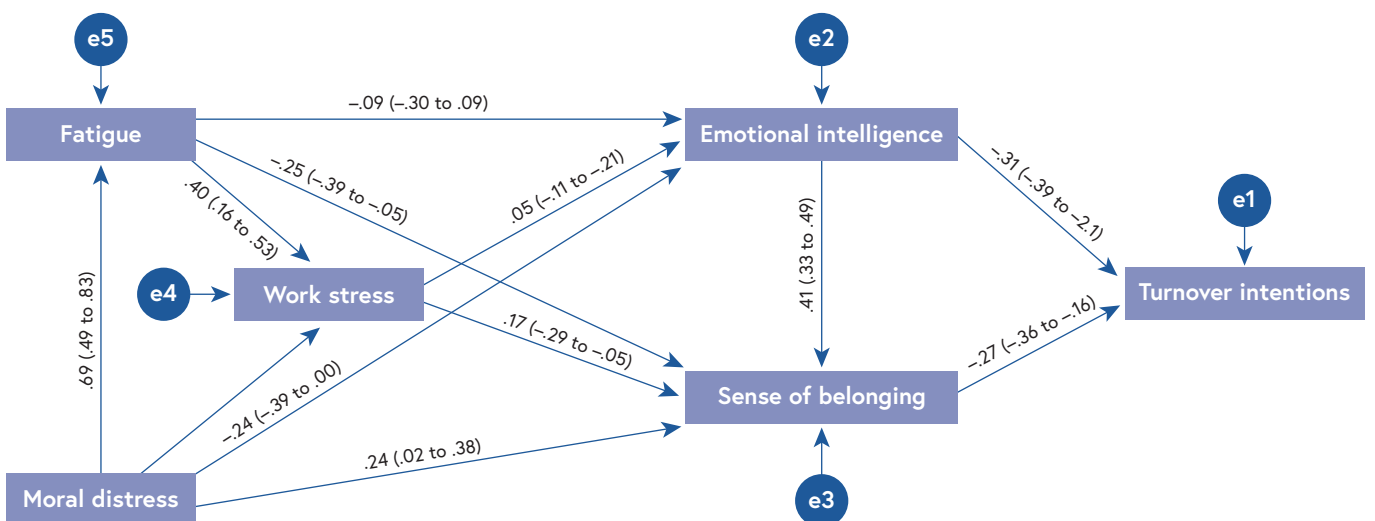 e5
e2
–.09 (–.30 to .09)
Fatigue
Emotional intelligence
–.25 (–.39 to –.05)
.05 (–.11 to –.21)
–.31 (–.39 to –2.1)
.40 (.16 to .53)
e1
.41 (.33 to .49)
e4
Work stress
Turnover intentions
.69 (.49 to .83)
.17 (–.29 to –.05)
–.27 (–.36 to –.16)
–.24 (–.39 to .00)
Sense of belonging
.24 (.02 to .38)
Moral distress
e3